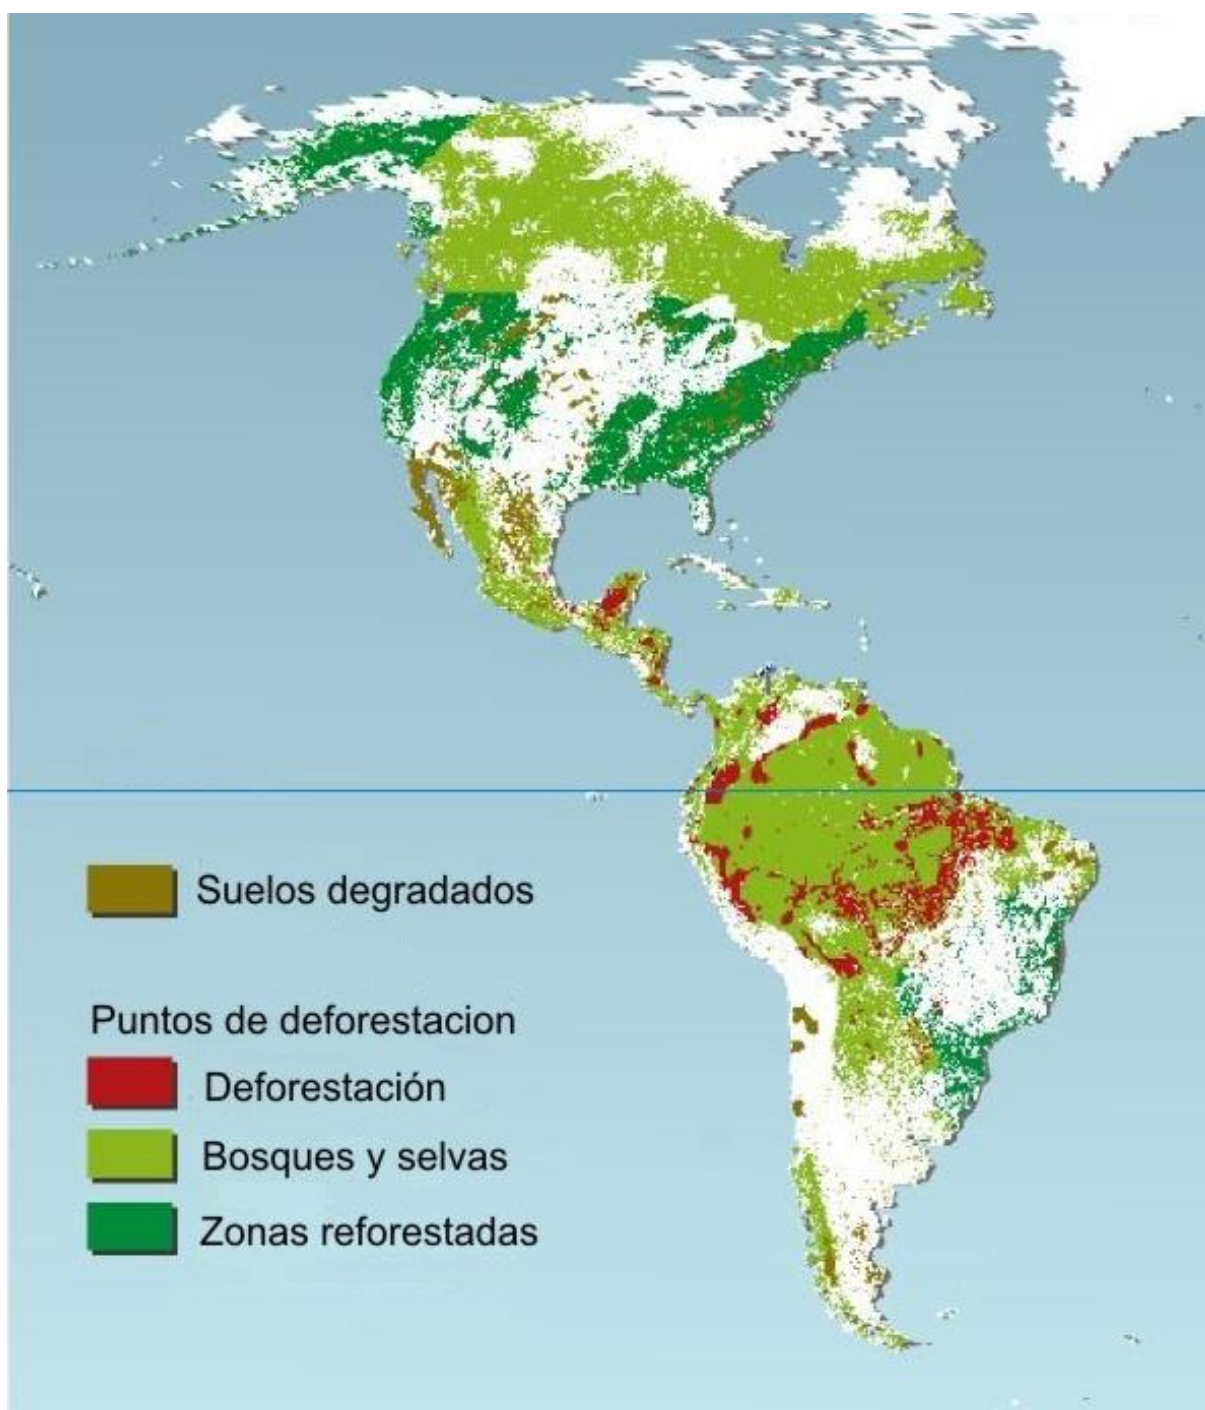 Suelos degradados
Puntos de deforestacion
Deforestación
Bosques y selvas
Zonas reforestadas